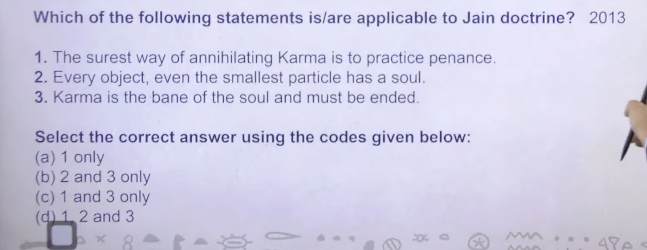 Which of the following statements is/are applicable to Jain doctrine? 2013
1. The surest way of annihilating Karma is to practice penance.
2. Every object, even the smallest particle has a soul.
3. Karma is the bane of the soul and must be ended.
Select the correct answer using the codes given below:
(a) 1 only
(b) 2 and 3 only
(c) 1 and 3 only
(d) 1, 2 and 3